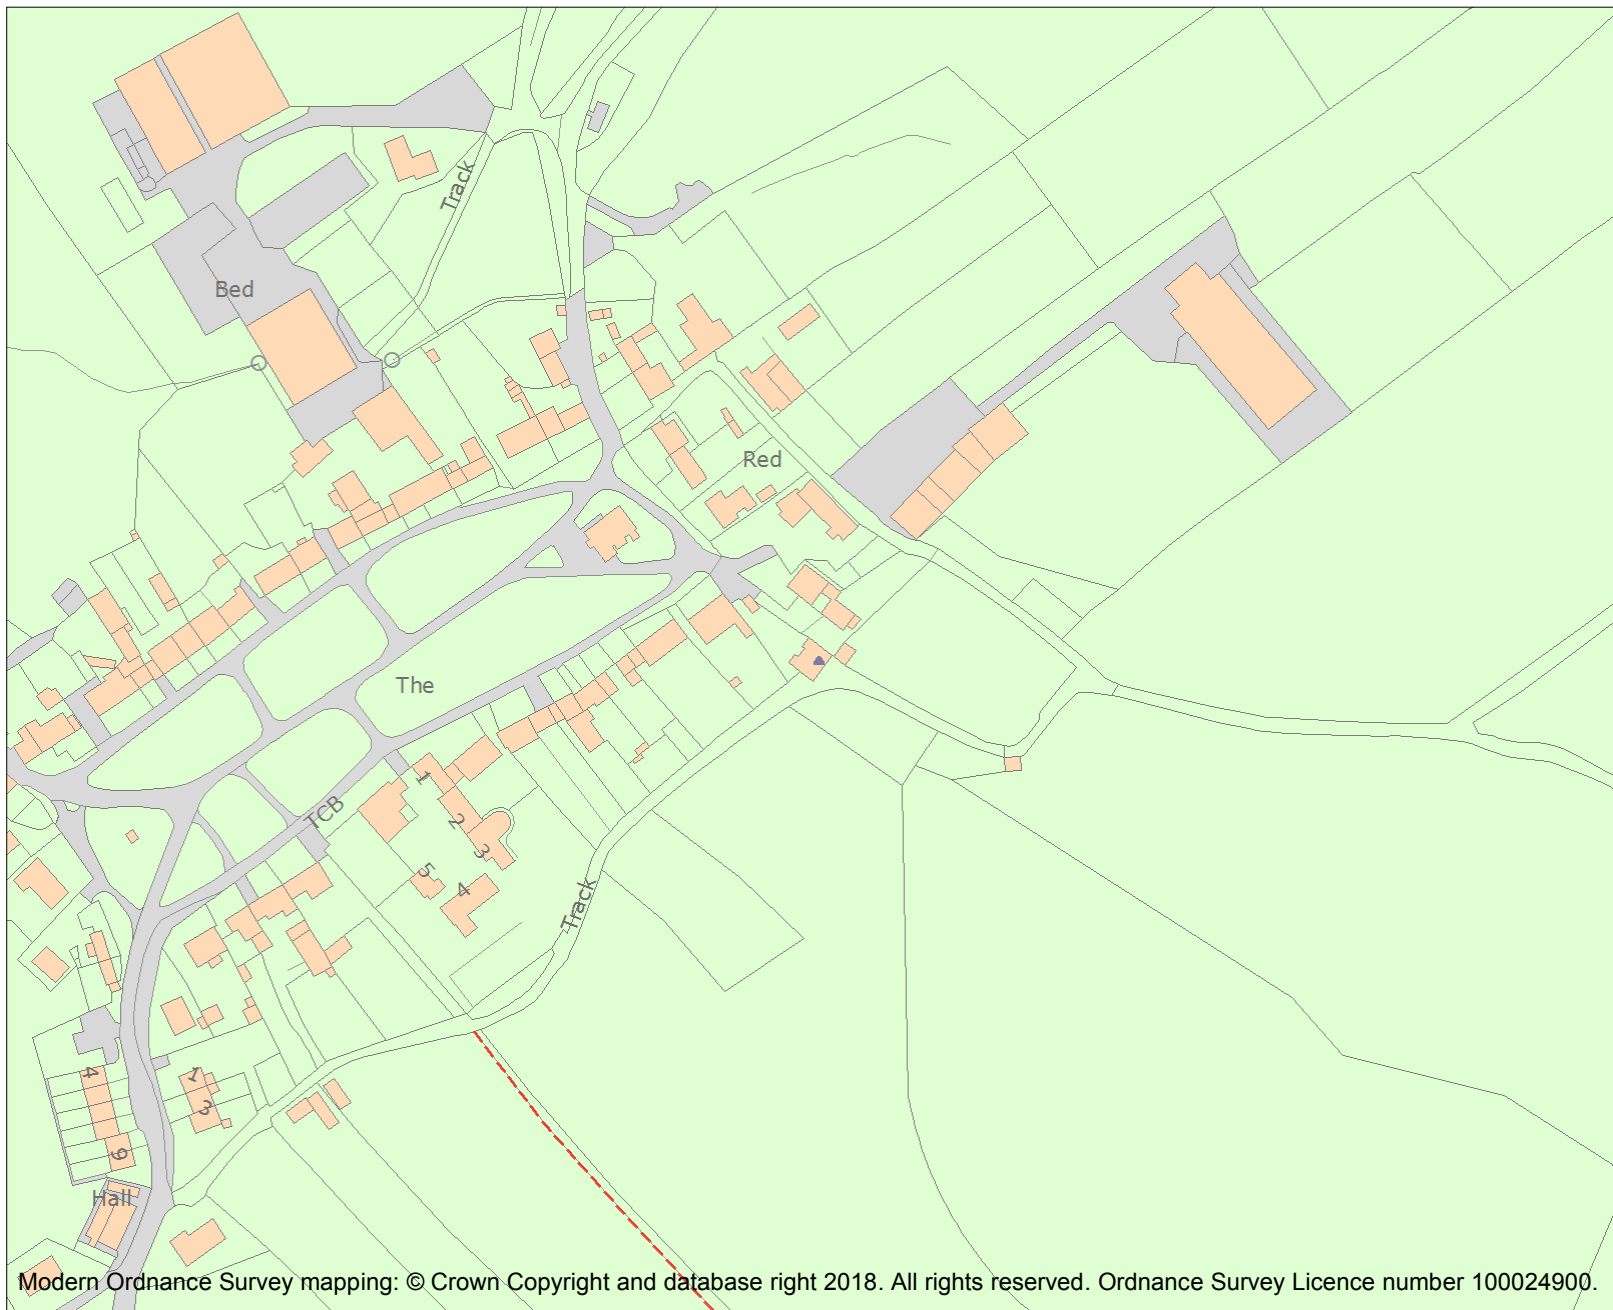 Track
Bed
Red
The
TCB
1
2
3
5
4
Track
4
1
3
9
Hall
Modern Ordnance Survey mapping: © Crown Copyright and database right 2018. All rights reserved. Ordnance Survey Licence number 100024900.